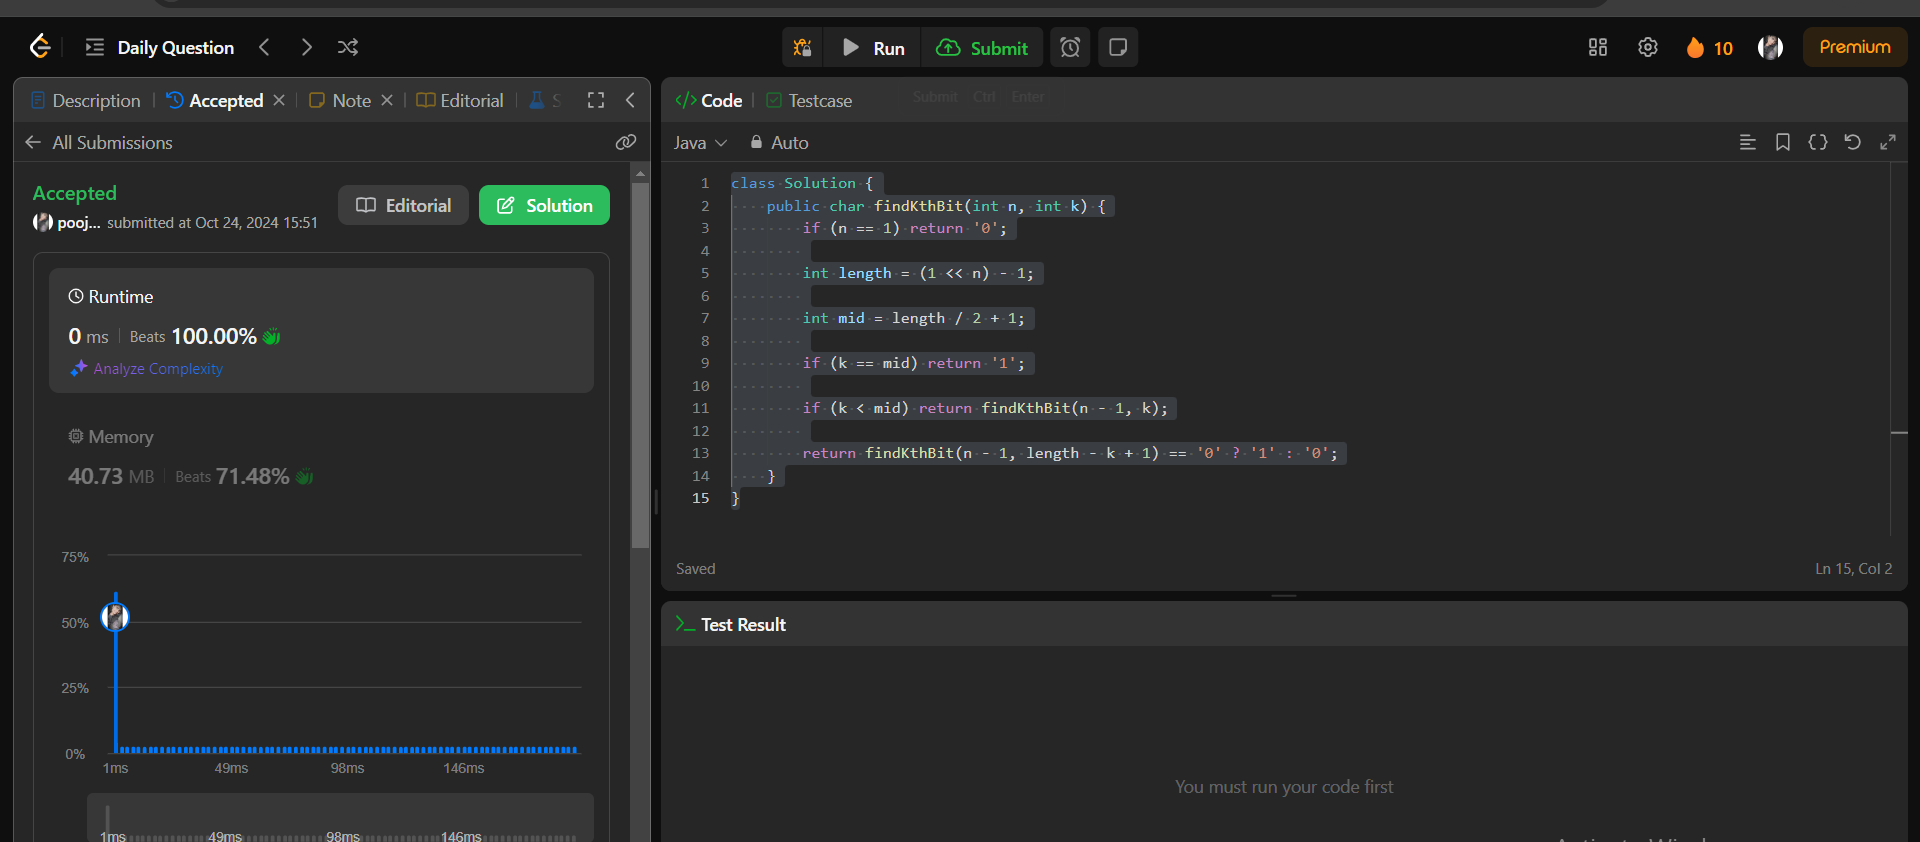 Daily Question
Run
Submit
10
Premium
Description
Accepted
Note
Editorial
S
All Submissions
Accepted
pooj... submitted at Oct 24, 2024 15:51
Editorial
Solution
Runtime
0 ms
Beats 100.00%
Analyze Complexity
Memory
40.73 MB
Beats 71.48%
75%
50%
25%
0%
1ms 49ms 98ms 146ms
1ms 49ms 98ms 146ms
Code
Testcase
Submit Ctrl Enter
Java
Auto
1 class Solution {
2 public char findKthBit(int n, int k) {
3 if (n == 1) return '0';
4
5 int length = (1 << n) - 1;
6
7 int mid = length / 2 + 1;
8
9 if (k == mid) return '1';
10
11 if (k < mid) return findKthBit(n - 1, k);
12
13 return findKthBit(n - 1, length - k + 1) == '0' ? '1' : '0';
14 }
15 }
Saved
Ln 15, Col 2
Test Result
You must run your code first